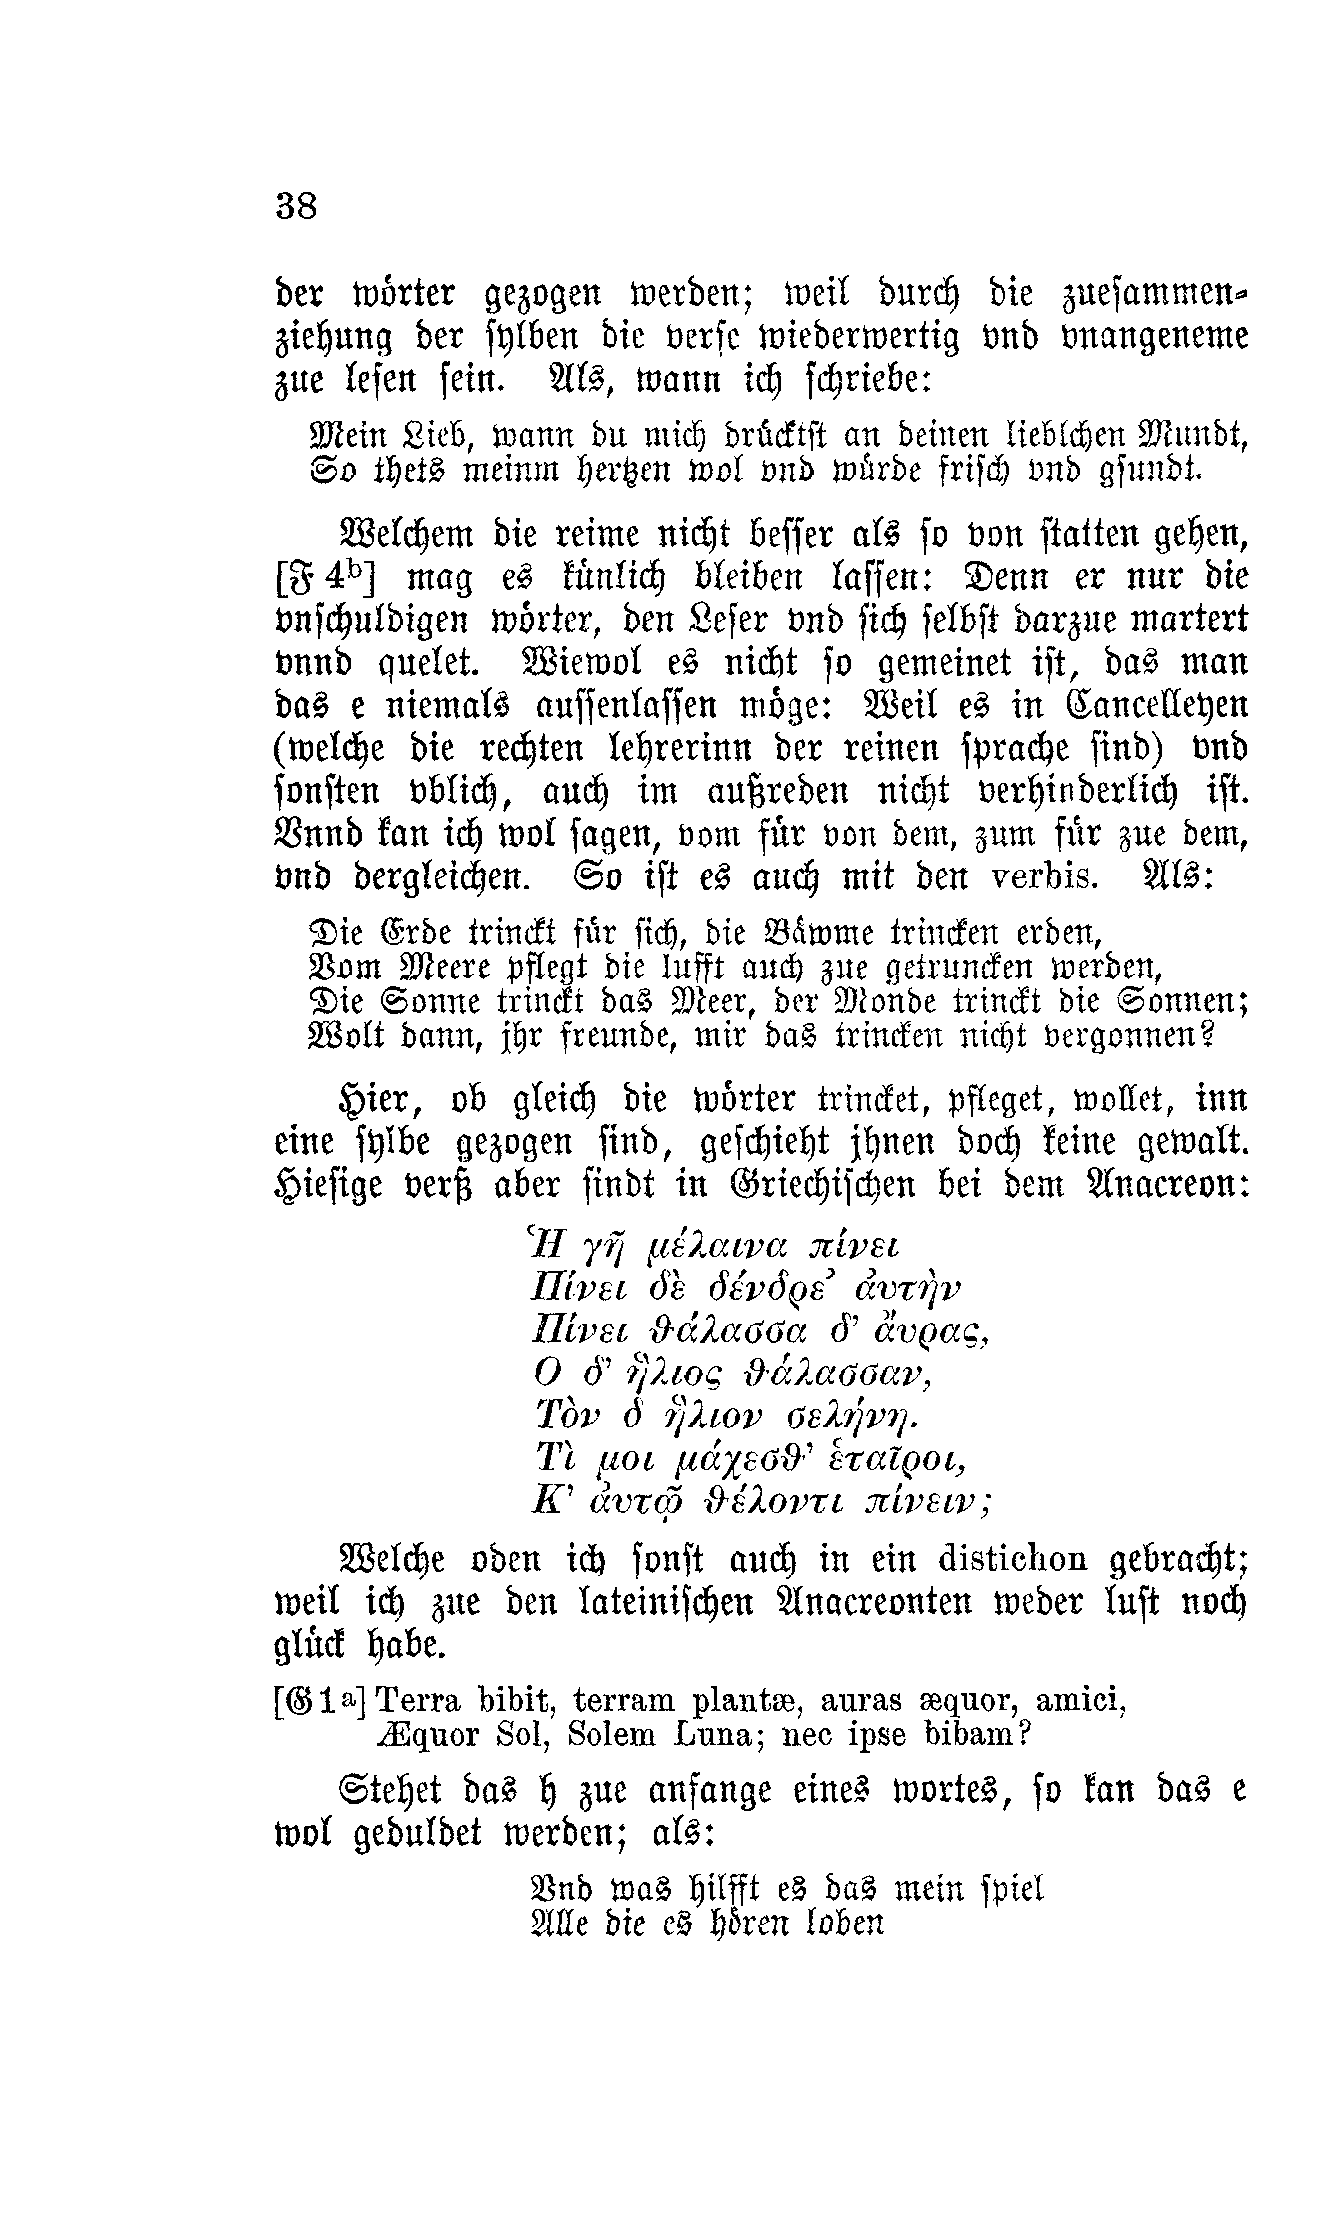 38
der wörter gezogen werden; weil durch die zuesammen-
ziehung der sylben die verse wiederwertig vnd vnangeneme
zue lesen sein. Als, wann ich schriebe:
Mein Lieb, wann du mich drücktst an deinen lieblchen Mundt,
So thets meinm hertzen wol vnd würde frisch vnd gsundt.
Welchem die reime nicht besser als so von statten gehen,
[F 4ᵇ] mag es künlich bleiben lassen: Denn er nur die
vnschuldigen wörter, den Leser vnd sich selbst darzue martert
vnnd quelet. Wiewol es nicht so gemeinet ist, das man
das e niemals aussenlassen möge: Weil es in Cancelleyen
(welche die rechten lehrerinn der reinen sprache sind) vnd
sonsten vblich, auch im außreden nicht verhinderlich ist.
Vnnd kan ich wol sagen, vom für von dem, zum für zue dem,
vnd dergleichen. So ist es auch mit den verbis. Als:
Die Erde trinckt für sich, die Bäwme trincken erden,
Vom Meere pflegt die lufft auch zue getruncken werden,
Die Sonne trinckt das Meer, der Monde trinckt die Sonnen;
Wolt dann, jhr freunde, mir das trincken nicht vergonnen?
Hier, ob gleich die wörter trincket, pfleget, wollet, inn
eine sylbe gezogen sind, geschieht jhnen doch keine gewalt.
Hiesige verß aber sindt in Griechischen bei dem Anacreon:
Ἡ γῆ μέλαινα πίνει
Πίνει δὲ δένδρε᾽ ἀυτὴν
Πίνει θάλασσα δ᾽ ἄυρας,
Ο δ᾽ ἥλιος θάλασσαν,
Τὸν δ ἥλιον σελήνη.
Τὶ μοι μάχεσθ᾽ ἑταῖροι,
Κ᾽ ἀυτῷ θέλοντι πίνειν;
Welche oden ich sonst auch in ein distichon gebracht;
weil ich zue den lateinischen Anacreonten weder lust noch
glück habe.
[G 1ᵃ] Terra bibit, terram plantæ, auras æquor, amici,
Æquor Sol, Solem Luna; nec ipse bibam?
Stehet das h zue anfange eines wortes, so kan das e
wol geduldet werden; als:
Vnd was hilfft es das mein spiel
Alle die es hören loben